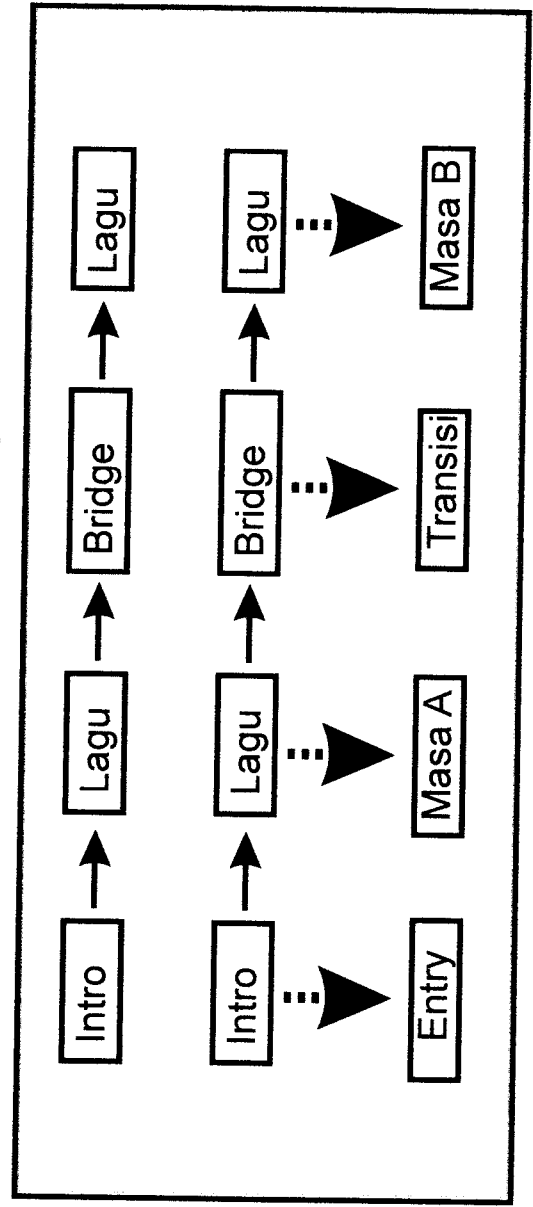 Intro
Lagu
Bridge
Lagu
Intro
Lagu
Bridge
Lagu
Entry
Masa A
Transisi
Masa B